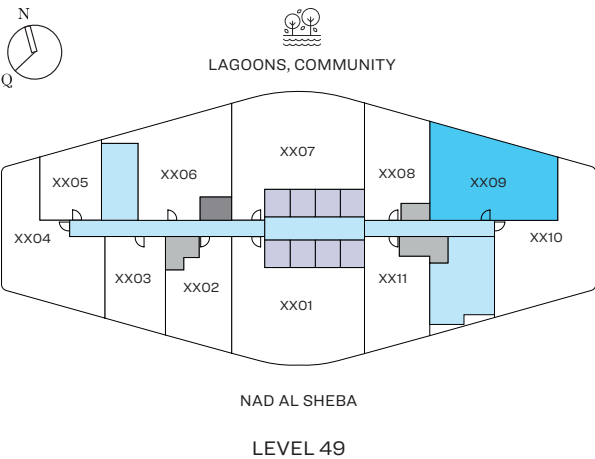 N
Q
LAGOONS, COMMUNITY
XX07
XX06
XX08
XX05
XX09
XX04
XX10
XX03
XX02
XX01
XX11
NAD AL SHEBA
LEVEL 49